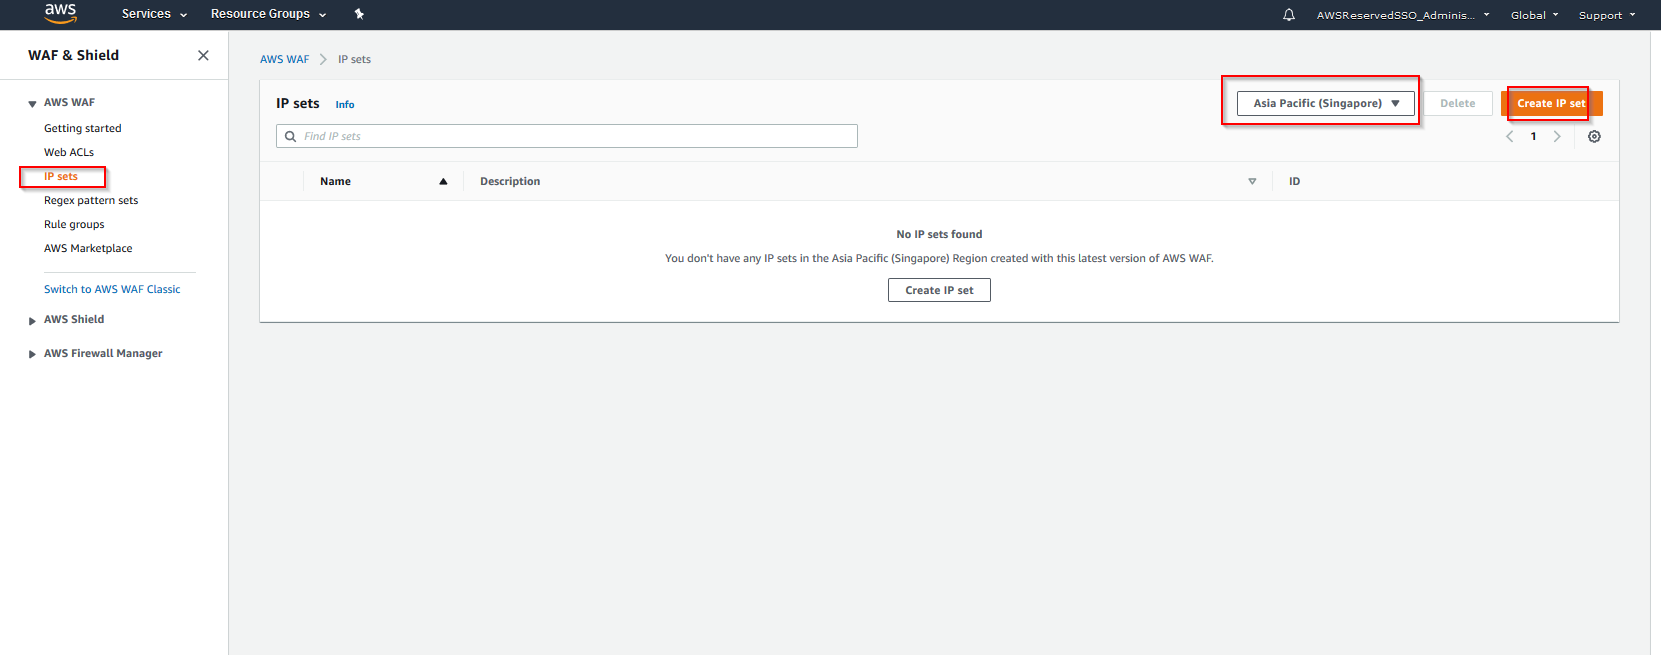 aws Services Resource Groups AWSReservedSSO_Adminis... Global Support
WAF & Shield
AWS WAF
Getting started
Web ACLs
IP sets
Regex pattern sets
Rule groups
AWS Marketplace
Switch to AWS WAF Classic
AWS Shield
AWS Firewall Manager
AWS WAF IP sets
IP sets Info Asia Pacific (Singapore) Delete Create IP set
Find IP sets 1
Name Description ID
No IP sets found
You don't have any IP sets in the Asia Pacific (Singapore) Region created with this latest version of AWS WAF.
Create IP set